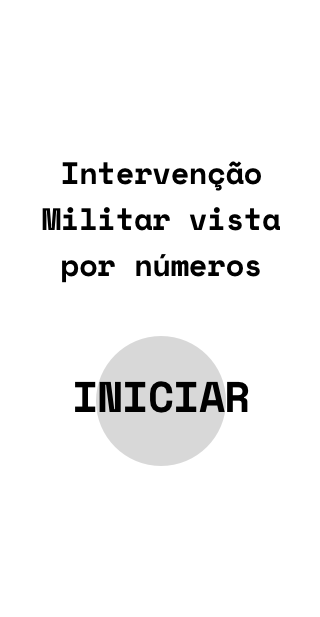 Intervenção
Militar vista
por números
INICIAR